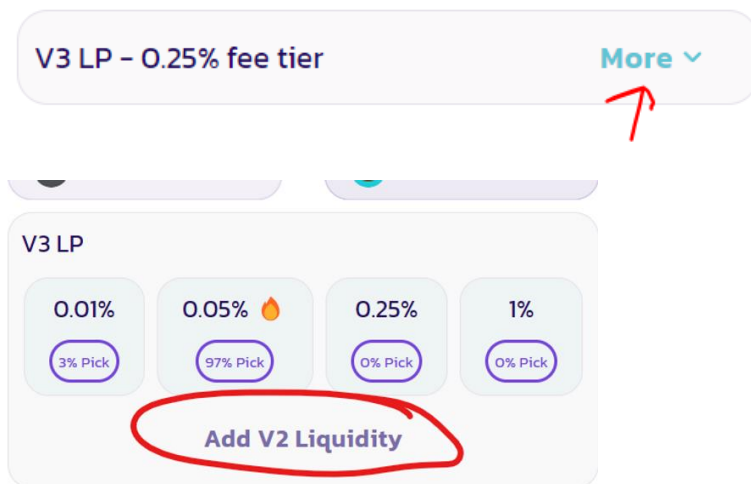 V3 LP - 0.25% fee tier More
V3 LP
0.01% 0.05% 0.25% 1%
3% Pick 97% Pick 0% Pick 0% Pick
Add V2 Liquidity